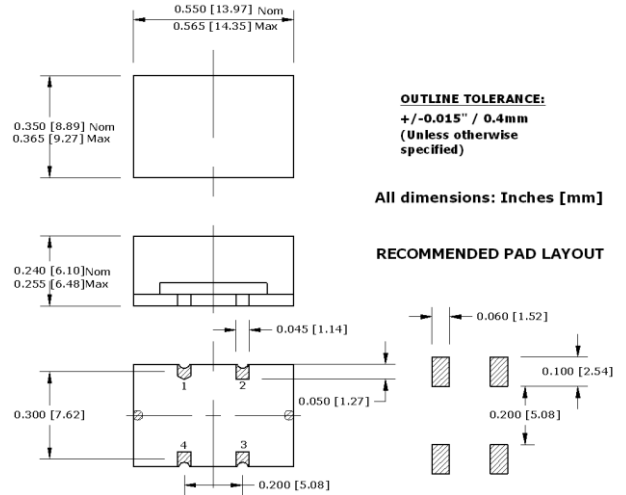 0.550 [13.97] Nom
0.565 [14.35] Max
0.350 [8.89] Nom
0.365 [9.27] Max
OUTLINE TOLERANCE:
+/-0.015" / 0.4mm
(Unless otherwise
specified)
All dimensions: Inches [mm]
0.240 [6.10]Nom
0.255 [6.48]Max
RECOMMENDED PAD LAYOUT
0.045 [1.14]
0.060 [1.52]
1 2
0.050 [1.27]
0.100 [2.54]
0.300 [7.62]
0.200 [5.08]
4 3
0.200 [5.08]